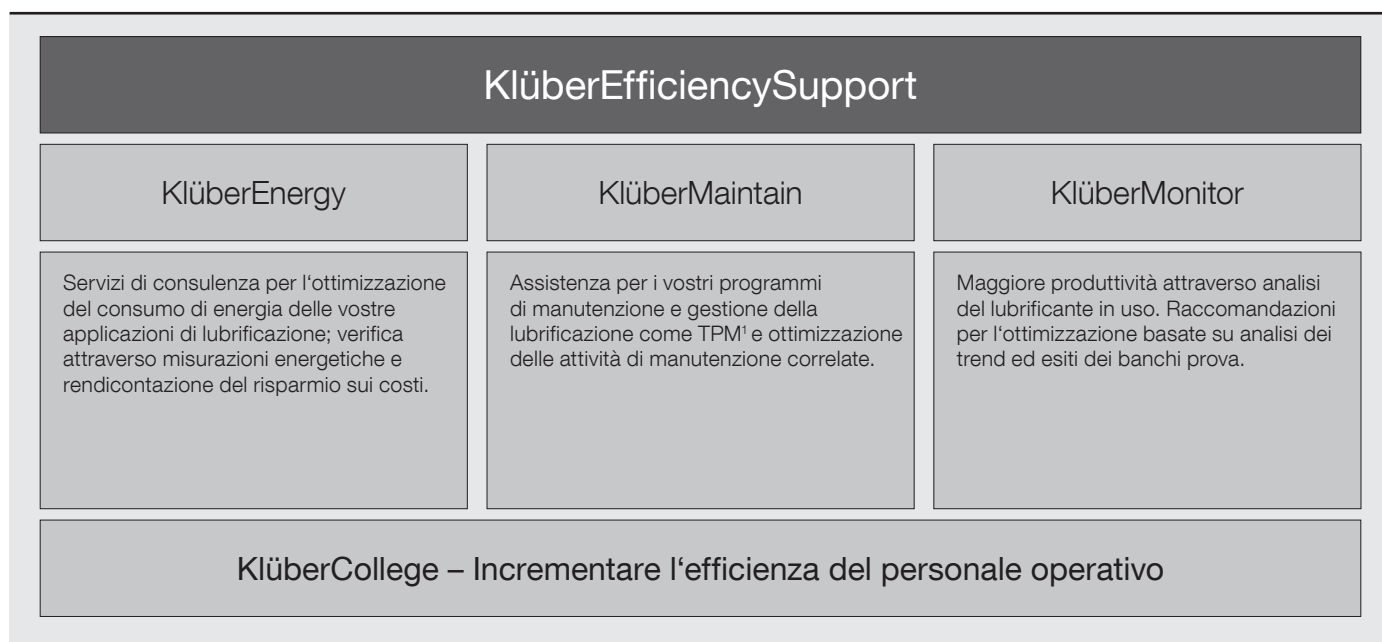 KlüberEfficiencySupport
KlüberEnergy
Servizi di consulenza per l‘ottimizzazione
del consumo di energia delle vostre
applicazioni di lubrificazione; verifica
attraverso misurazioni energetiche e
rendicontazione del risparmio sui costi.
KlüberMaintain
Assistenza per i vostri programmi
di manutenzione e gestione della
lubrificazione come TPM¹ e ottimizzazione
delle attività di manutenzione correlate.
KlüberMonitor
Maggiore produttività attraverso analisi
del lubrificante in uso. Raccomandazioni
per l‘ottimizzazione basate su analisi dei
trend ed esiti dei banchi prova.
KlüberCollege – Incrementare l‘efficienza del personale operativo